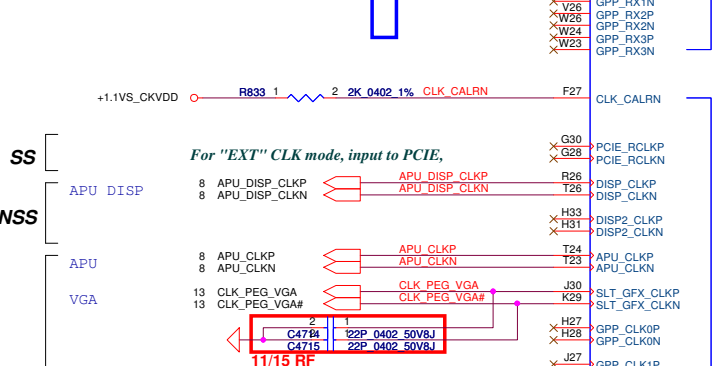 GPP_RX1N
V26 GPP_RX2P
W26 GPP_RX2N
W24 GPP_RX3P
W23 GPP_RX3N
+1.1VS_CKVDD R833 1 2 2K_0402_1% CLK_CALRN F27 CLK_CALRN
G30 PCIE_RCLKP
SS For "EXT" CLK mode, input to PCIE, G28 PCIE_RCLKN
APU DISP 8 APU_DISP_CLKP APU_DISP_CLKP R26 DISP_CLKP
8 APU_DISP_CLKN APU_DISP_CLKN T26 DISP_CLKN
NSS H33 DISP2_CLKP
H31 DISP2_CLKN
APU 8 APU_CLKP APU_CLKP T24 APU_CLKP
8 APU_CLKN APU_CLKN T23 APU_CLKN
VGA 13 CLK_PEG_VGA CLK_PEG_VGA J30 SLT_GFX_CLKP
13 CLK_PEG_VGA# CLK_PEG_VGA# K29 SLT_GFX_CLKN
2 1 H27 GPP_CLK0P
C4714 22P_0402_50V8J H28 GPP_CLK0N
C4715 22P_0402_50V8J
11/15 RF J27 GPP_CLK1P